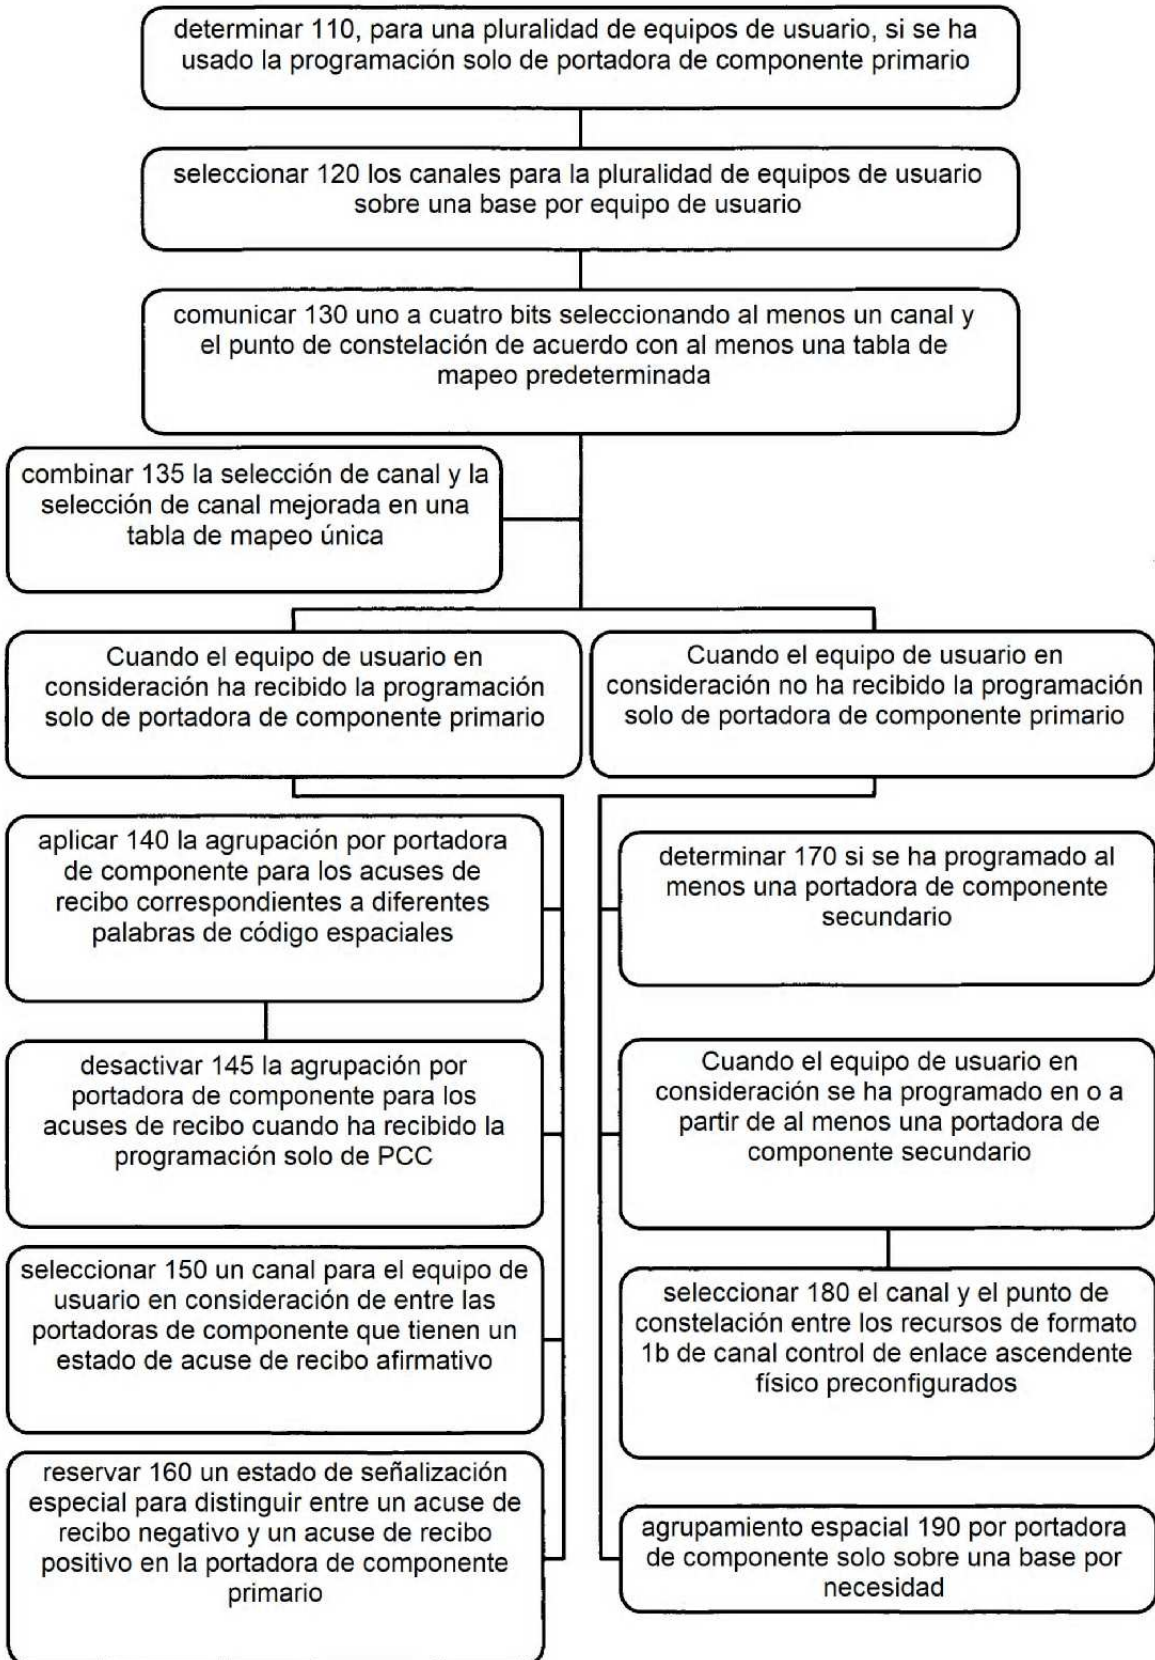 determinar 110, para una pluralidad de equipos de usuario, si se ha
usado la programación solo de portadora de componente primario
seleccionar 120 los canales para la pluralidad de equipos de usuario
sobre una base por equipo de usuario
comunicar 130 uno a cuatro bits seleccionando al menos un canal y
el punto de constelación de acuerdo con al menos una tabla de
mapeo predeterminada
combinar 135 la selección de canal y la
selección de canal mejorada en una
tabla de mapeo única
Cuando el equipo de usuario en
consideración ha recibido la programación
solo de portadora de componente primario
Cuando el equipo de usuario en
consideración no ha recibido la programación
solo de portadora de componente primario
aplicar 140 la agrupación por portadora
de componente para los acuses de
recibo correspondientes a diferentes
palabras de código espaciales
desactivar 145 la agrupación por
portadora de componente para los
acuses de recibo cuando ha recibido la
programación solo de PCC
seleccionar 150 un canal para el equipo de
usuario en consideración de entre las
portadoras de componente que tienen un
estado de acuse de recibo afirmativo
reservar 160 un estado de señalización
especial para distinguir entre un acuse de
recibo negativo y un acuse de recibo
positivo en la portadora de componente
primario
determinar 170 si se ha programado al
menos una portadora de componente
secundario
Cuando el equipo de usuario en
consideración se ha programado en o a
partir de al menos una portadora de
componente secundario
seleccionar 180 el canal y el punto de
constelación entre los recursos de formato
1b de canal control de enlace ascendente
físico preconfigurados
agrupamiento espacial 190 por portadora
de componente solo sobre una base por
necesidad